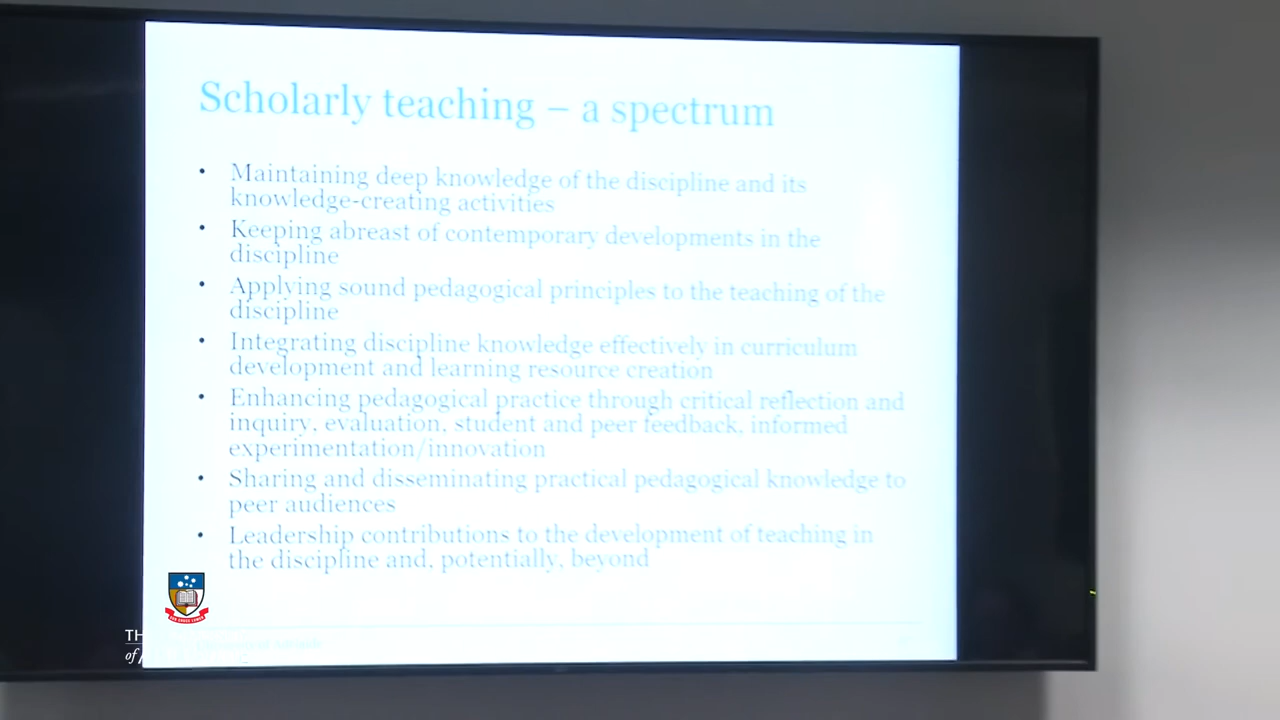 Scholarly teaching – a spectrum
• Maintaining deep knowledge of the discipline and its
knowledge-creating activities
• Keeping abreast of contemporary developments in the
discipline
• Applying sound pedagogical principles to the teaching of the
discipline
• Integrating discipline knowledge effectively in curriculum
development and learning resource creation
• Enhancing pedagogical practice through critical reflection and
inquiry, evaluation, student and peer feedback, informed
experimentation/innovation
• Sharing and disseminating practical pedagogical knowledge to
peer audiences
• Leadership contributions to the development of teaching in
the discipline and, potentially, beyond
TH
of